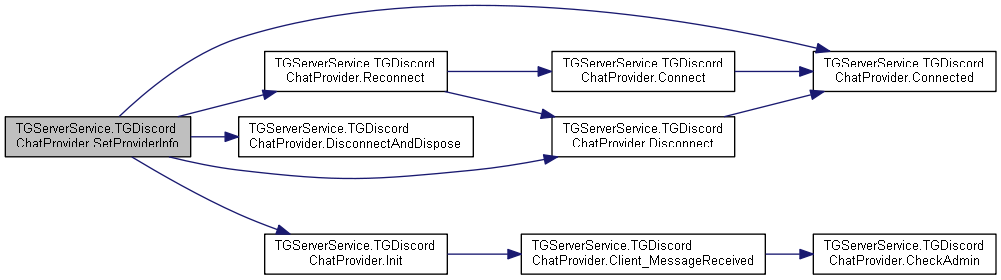 TGServerService.TGDiscord
ChatProvider.SetProviderInfo
TGServerService.TGDiscord
ChatProvider.Reconnect
TGServerService.TGDiscord
ChatProvider.Connect
TGServerService.TGDiscord
ChatProvider.Connected
TGServerService.TGDiscord
ChatProvider.DisconnectAndDispose
TGServerService.TGDiscord
ChatProvider.Disconnect
TGServerService.TGDiscord
ChatProvider.Init
TGServerService.TGDiscord
ChatProvider.Client_MessageReceived
TGServerService.TGDiscord
ChatProvider.CheckAdmin